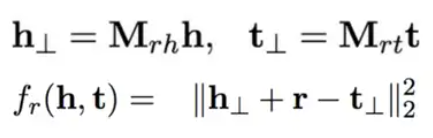 h⊥ = M_rh h, t⊥ = M_rt t
f_r(h, t) = ‖h⊥ + r − t⊥‖₂²